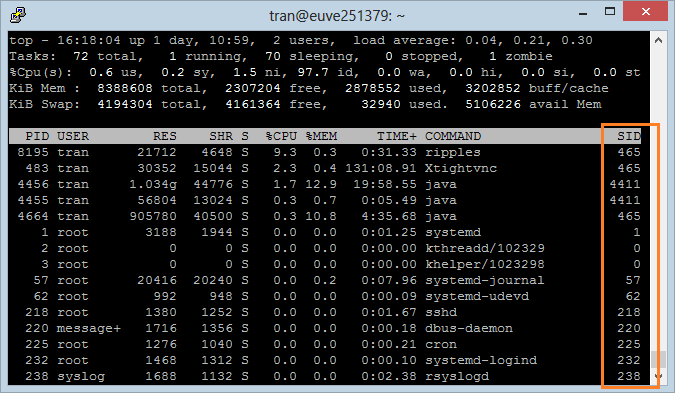 tran@euve251379: ~
top - 16:18:04 up 1 day, 10:59,  2 users,  load average: 0.04, 0.21, 0.30
Tasks:  72 total,   1 running,  70 sleeping,   0 stopped,   1 zombie
%Cpu(s):  0.6 us,  0.2 sy,  1.5 ni, 97.7 id,  0.0 wa,  0.0 hi,  0.0 si,  0.0 st
KiB Mem :  8388608 total,  2307204 free,  2878552 used,  3202852 buff/cache
KiB Swap:  4194304 total,  4161364 free,    32940 used.  5106226 avail Mem
PID USER RES SHR S %CPU %MEM TIME+ COMMAND SID
8195 tran 21712 4648 S 9.3 0.3 0:31.33 ripples 465
483 tran 30352 15044 S 2.3 0.4 131:08.91 Xtightvnc 465
4456 tran 1.034g 44776 S 1.7 12.9 19:58.55 java 4411
4455 tran 56804 13024 S 0.3 0.7 0:05.49 java 4411
4664 tran 905780 40500 S 0.3 10.8 4:35.68 java 465
1 root 3188 1944 S 0.0 0.0 0:01.25 systemd 1
2 root 0 0 S 0.0 0.0 0:00.00 kthreadd/102329 0
3 root 0 0 S 0.0 0.0 0:00.00 khelper/1023298 0
57 root 20416 20240 S 0.0 0.2 0:07.96 systemd-journal 57
62 root 992 948 S 0.0 0.0 0:00.09 systemd-udevd 62
218 root 1380 1252 S 0.0 0.0 0:01.67 sshd 218
220 message+ 1716 1356 S 0.0 0.0 0:00.18 dbus-daemon 220
225 root 1276 1040 S 0.0 0.0 0:00.21 cron 225
232 root 1468 1312 S 0.0 0.0 0:00.10 systemd-logind 232
238 syslog 1688 1132 S 0.0 0.0 0:02.38 rsyslogd 238